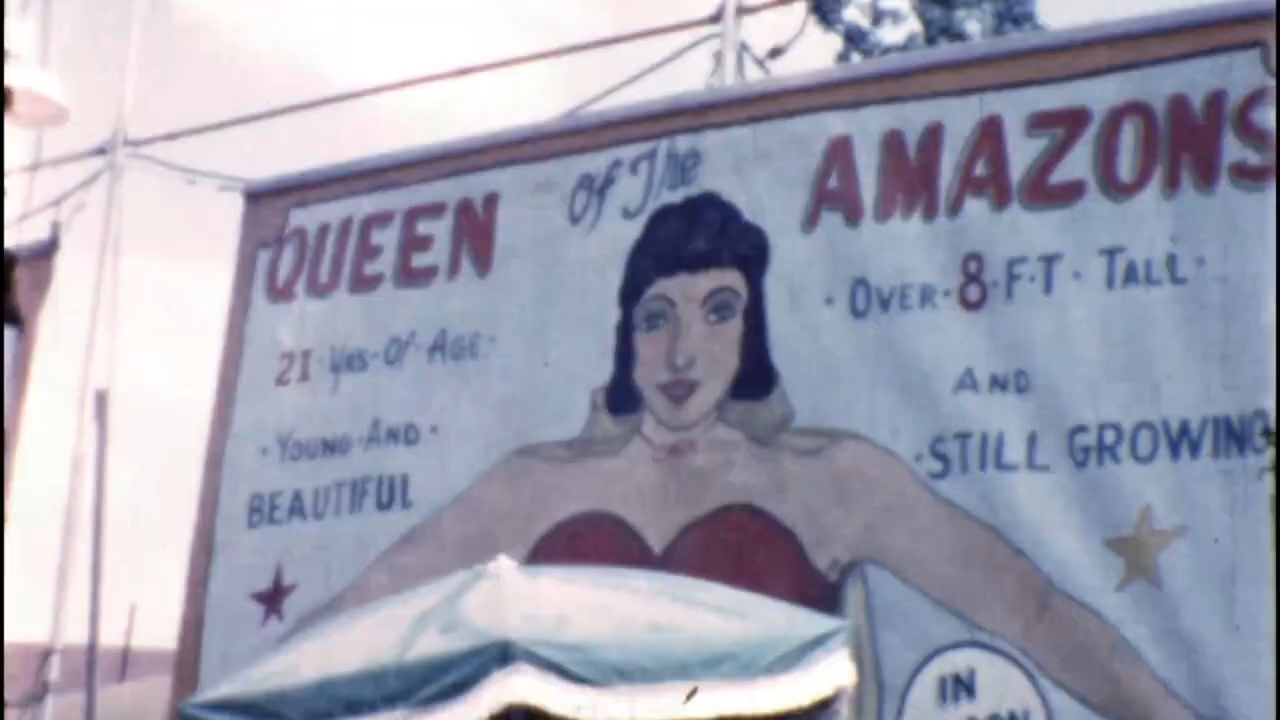 QUEEN of The AMAZONS
21 Yrs-Of-Age-
· YOUNG-AND ·
BEAUTIFUL
· OVER-8-F·T · TALL ·
AND
· STILL GROWING
IN